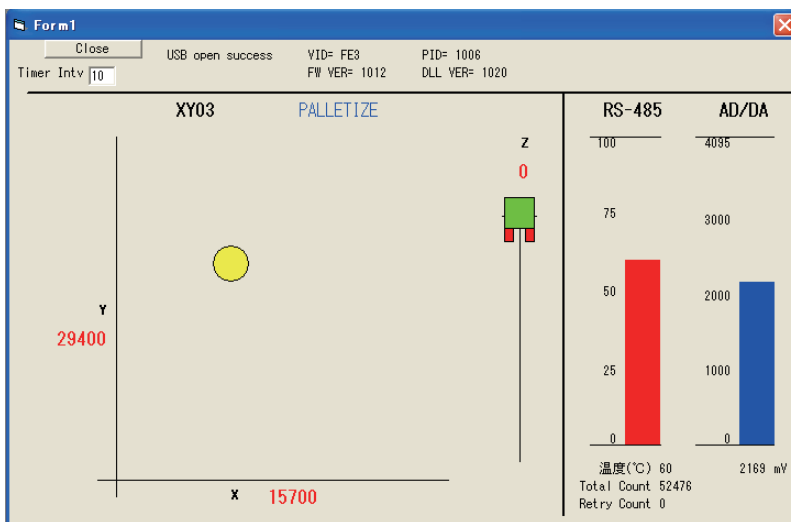 Form1
Close
USB open success VID= FE3 PID= 1006
Timer Intv 10 FW VER= 1012 DLL VER= 1020
XY03 PALLETIZE RS-485 AD/DA
Z 100 4095
0
75 3000
50 2000
Y
29400
25 1000
0 0
温度(℃) 60 2169 mV
Total Count 52476
X 15700
Retry Count 0